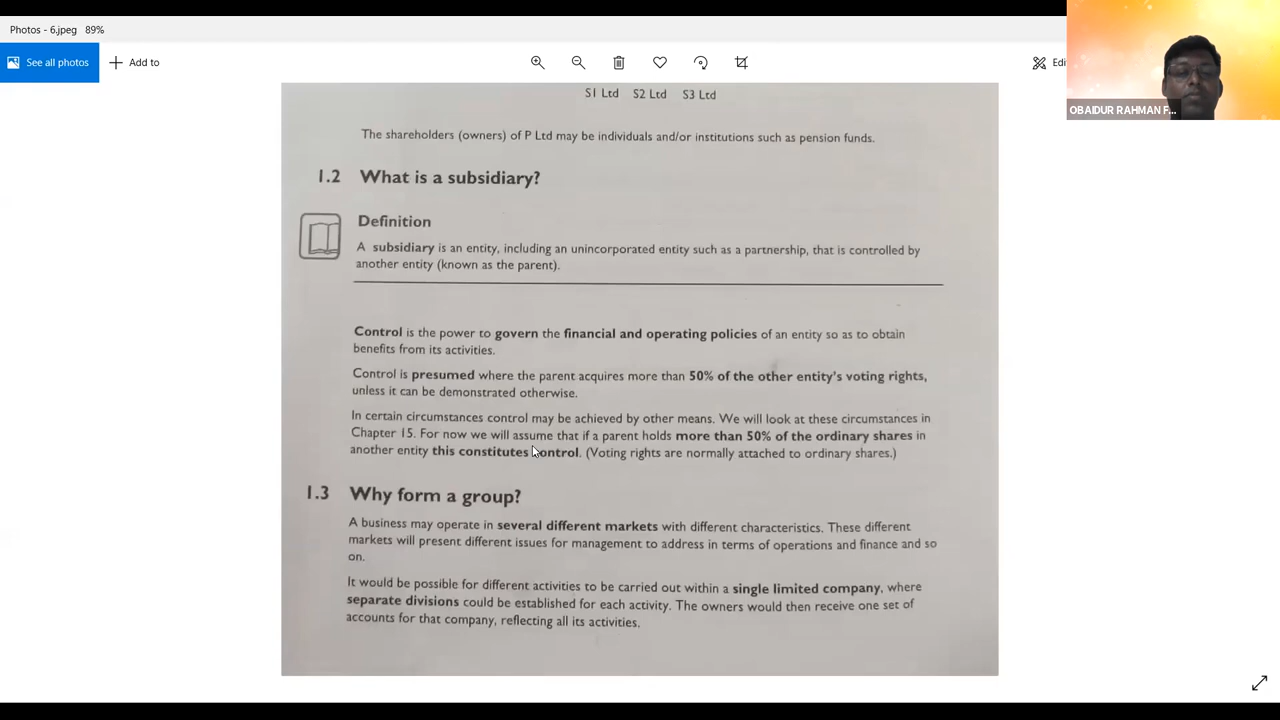 Photos - 6.jpeg 89%
See all photos
Add to
OBAIDUR RAHMAN F...
S1 Ltd S2 Ltd S3 Ltd
The shareholders (owners) of P Ltd may be individuals and/or institutions such as pension funds.
1.2 What is a subsidiary?
Definition
A subsidiary is an entity, including an unincorporated entity such as a partnership, that is controlled by
another entity (known as the parent).
Control is the power to govern the financial and operating policies of an entity so as to obtain
benefits from its activities.
Control is presumed where the parent acquires more than 50% of the other entity's voting rights,
unless it can be demonstrated otherwise.
In certain circumstances control may be achieved by other means. We will look at these circumstances in
Chapter 15. For now we will assume that if a parent holds more than 50% of the ordinary shares in
another entity this constitutes control. (Voting rights are normally attached to ordinary shares.)
1.3 Why form a group?
A business may operate in several different markets with different characteristics. These different
markets will present different issues for management to address in terms of operations and finance and so
on.
It would be possible for different activities to be carried out within a single limited company, where
separate divisions could be established for each activity. The owners would then receive one set of
accounts for that company, reflecting all its activities.